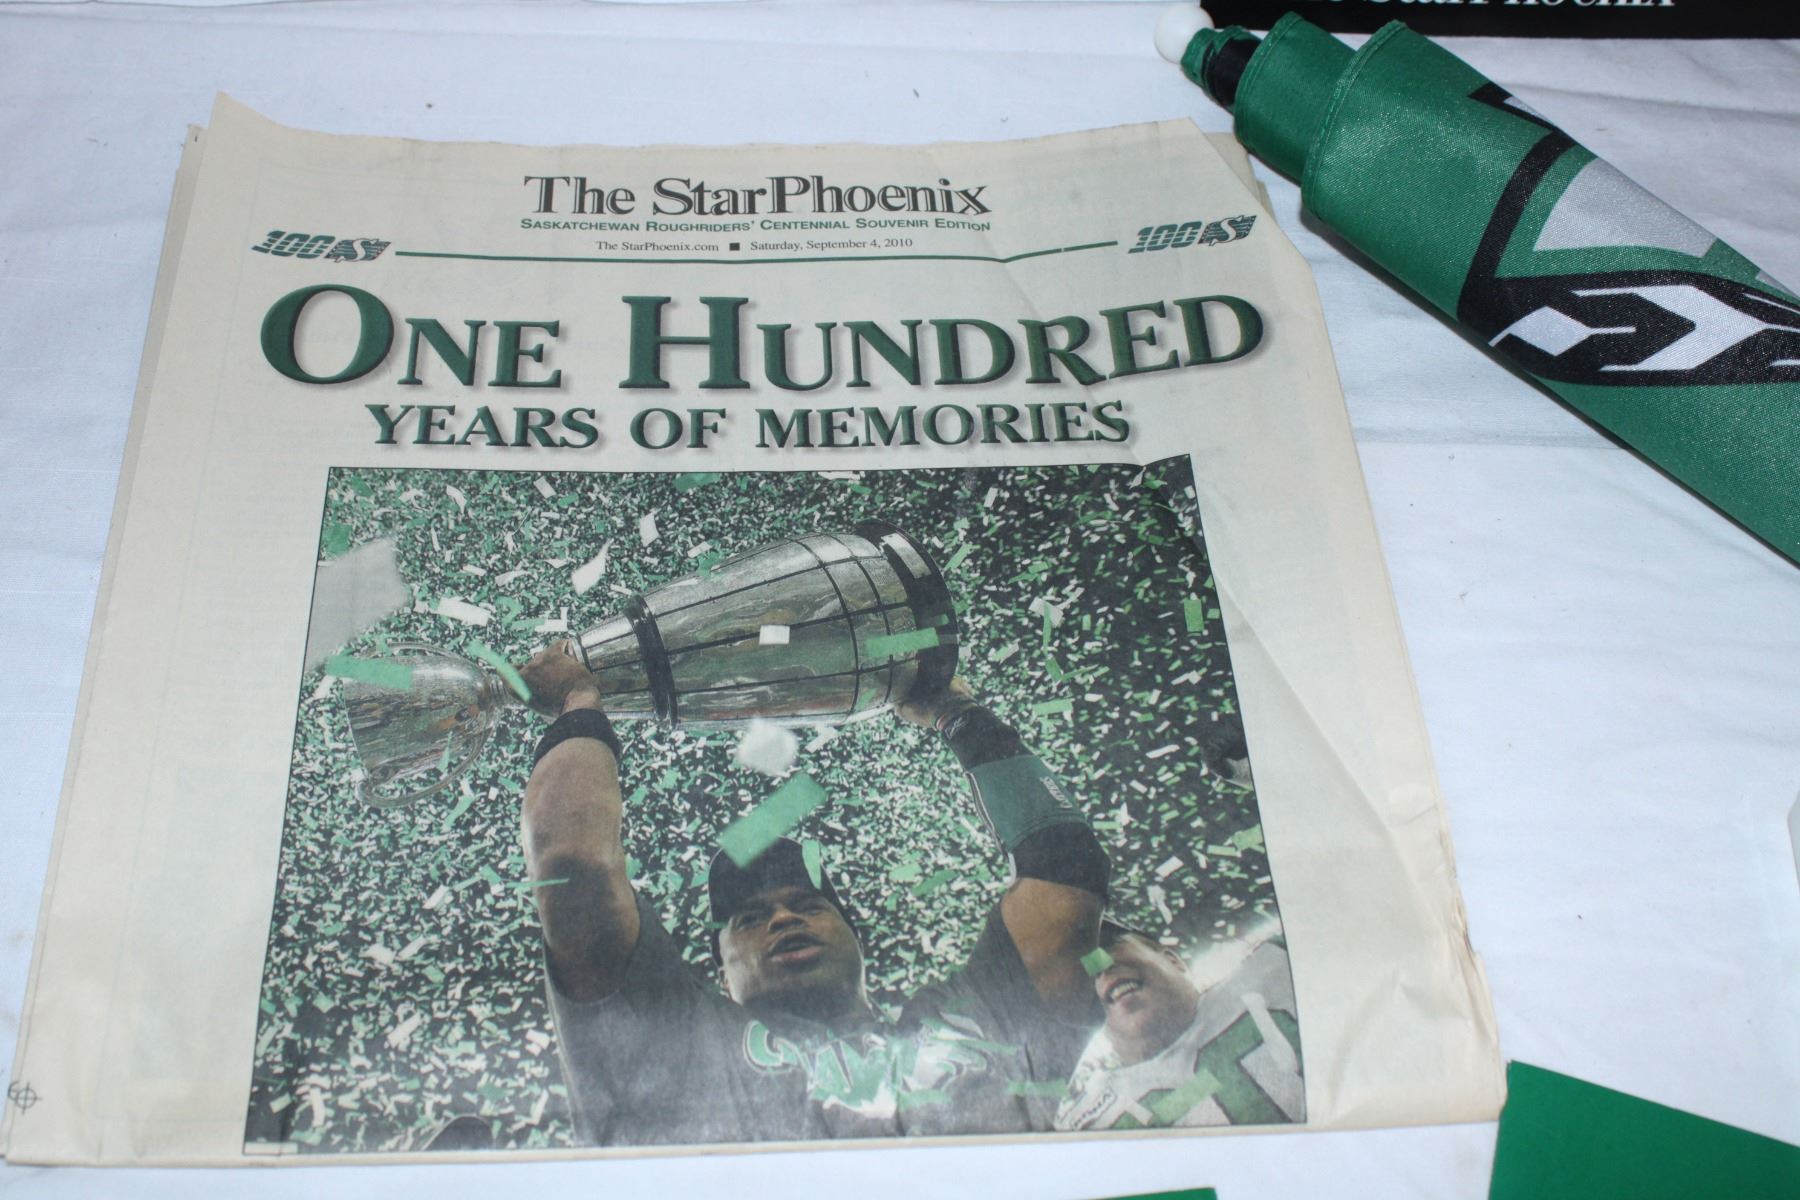 The StarPhoenix
SASKATCHEWAN ROUGHRIDERS' CENTENNIAL SOUVENIR EDITION
100 S
The StarPhoenix.com ■ Saturday, September 4, 2010
100 S
ONE HUNDRED
YEARS OF MEMORIES